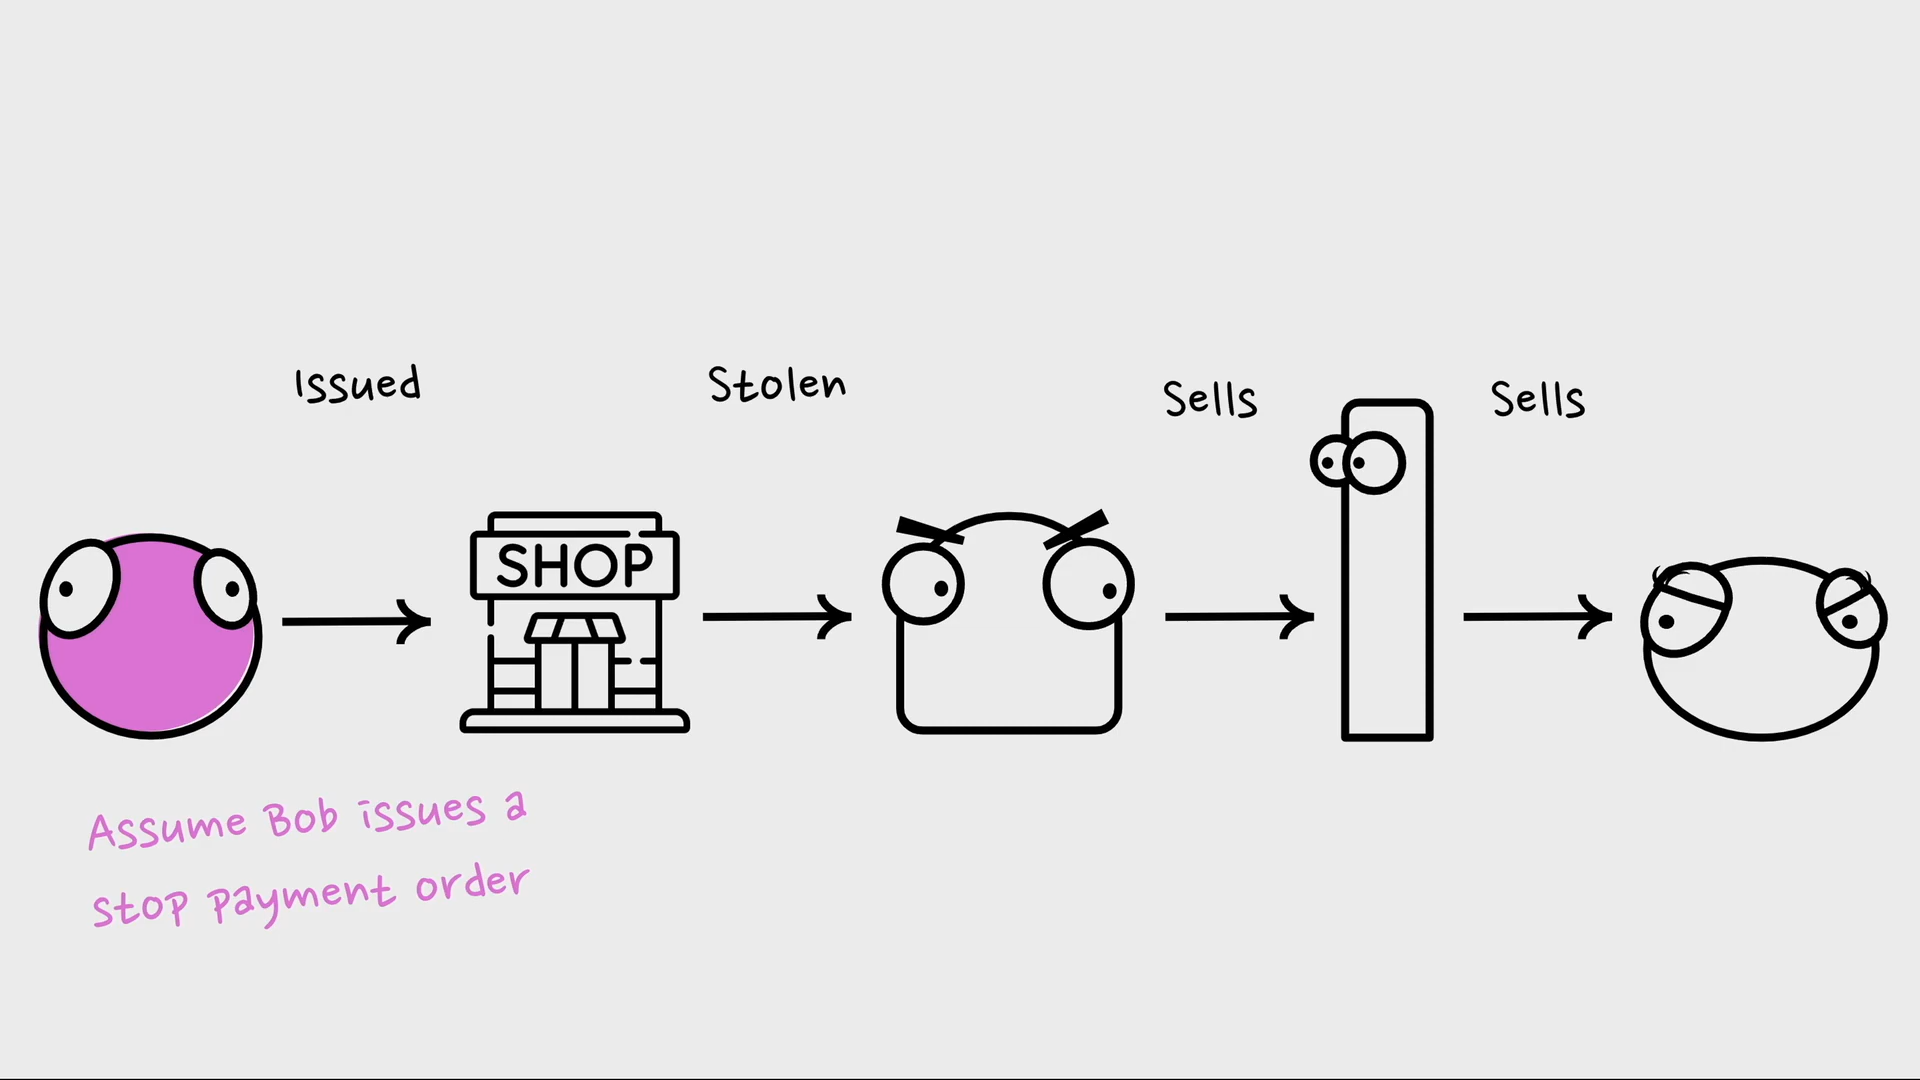 Issued
Stolen
Sells
Sells
SHOP
Assume Bob issues a
stop payment order